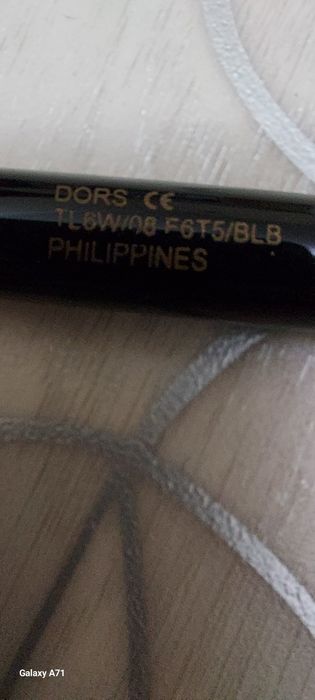 DORS CE
TL6W/08 F6T5/BLB
PHILIPPINES
Galaxy A71